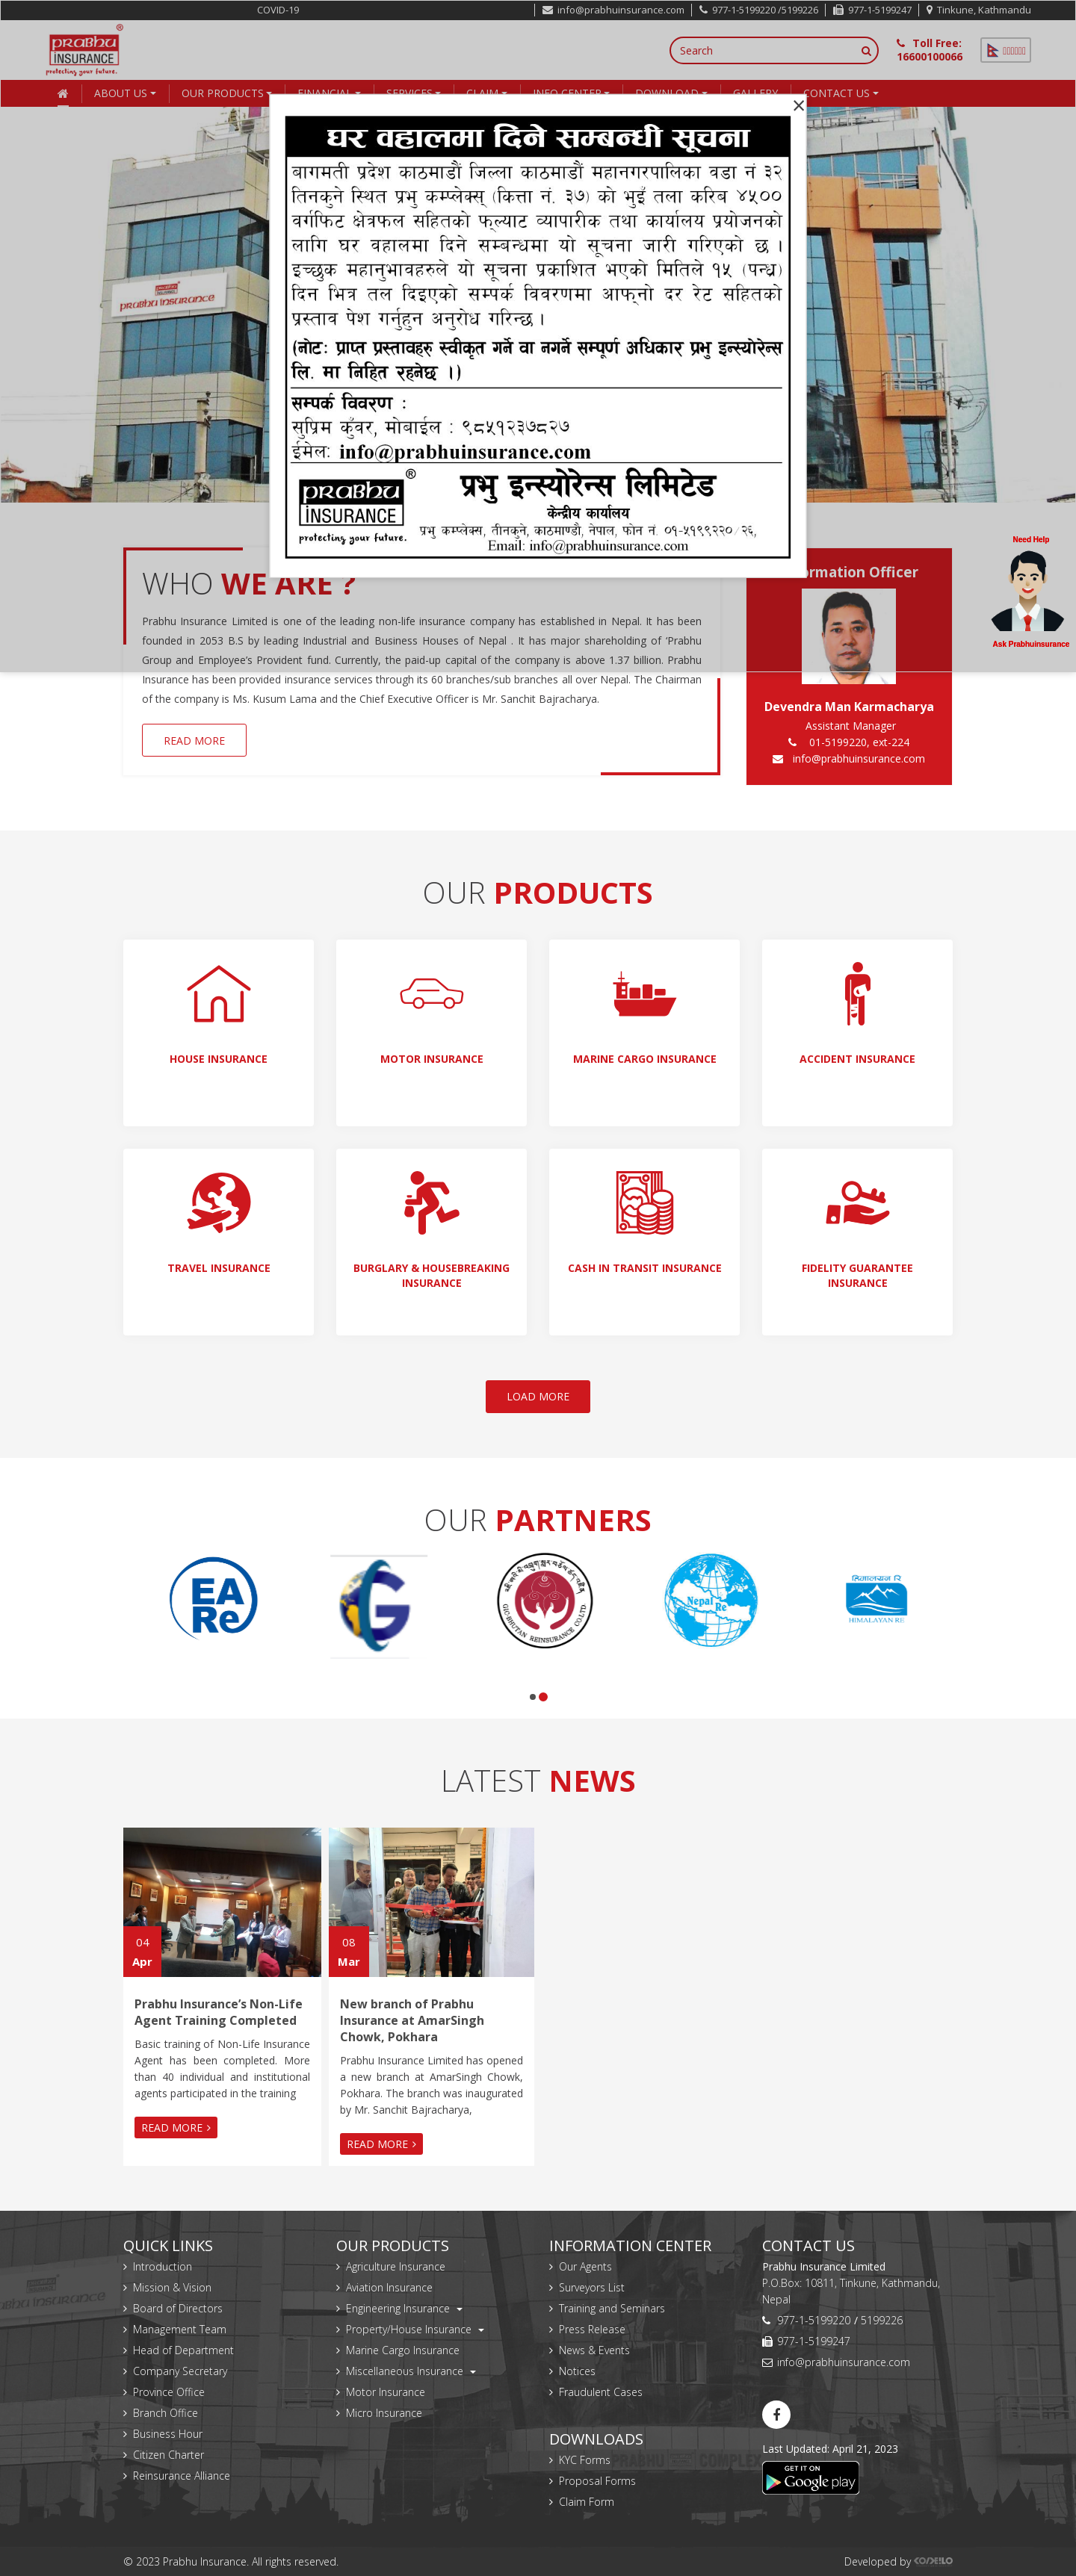 COVID-19
info@prabhuinsurance.com
977-1-5199220 /5199226
977-1-5199247
Tinkune, Kathmandu
PRABHU
INSURANCE
protecting your future.
Search
Toll Free:
16600100066
ABOUT US
OUR PRODUCTS
FINANCIAL
SERVICES
CLAIM
INFO CENTER
DOWNLOAD
GALLERY
CONTACT US
घर वहालमा दिने सम्बन्धी सूचना
बागमती प्रदेश काठमाडौं जिल्ला काठमाडौं महानगरपालिका वडा नं ३२
तिनकुने स्थित प्रभु कम्प्लेक्स् (कित्ता नं. ३७) को भुइँ तला करिब ४५००
वर्गफिट क्षेत्रफल सहितको फ्ल्याट व्यापारीक तथा कार्यालय प्रयोजनको
लागि घर वहालमा दिने सम्बन्धमा यो सूचना जारी गरिएको छ ।
इच्छुक महानुभावहरुले यो सूचना प्रकाशित भएको मितिले १५ (पन्ध्र)
दिन भित्र तल दिइएको सम्पर्क विवरणमा आफ्नो दर रेट सहितको
प्रस्ताव पेश गर्नुहुन अनुरोध गरिन्छ ।
(नोटः प्राप्त प्रस्तावहरु स्वीकृत गर्ने वा नगर्ने सम्पूर्ण अधिकार प्रभु इन्स्योरेन्स
लि. मा निहित रहनेछ ।)
सम्पर्क विवरण :
सुप्रिम कुँवर, मोबाईल : ९८५१२३७८२७
ईमेल: info@prabhuinsurance.com
PRABHU
INSURANCE
protecting your future.
प्रभु इन्स्योरेन्स लिमिटेड
केन्द्रीय कार्यालय
प्रभु कम्प्लेक्स, तीनकुने, काठमाण्डौ, नेपाल, फोन नं. ०१-५१९९२२०/२६,
Email: info@prabhuinsurance.com
PRABHU INSURANCE
Need Help
Ask Prabhuinsurance
WHO WE ARE ?
Prabhu Insurance Limited is one of the leading non-life insurance company has established in Nepal. It has been
founded in 2053 B.S by leading Industrial and Business Houses of Nepal . It has major shareholding of ‘Prabhu
Group and Employee’s Provident fund. Currently, the paid-up capital of the company is above 1.37 billion. Prabhu
Insurance has been provided insurance services through its 60 branches/sub branches all over Nepal. The Chairman
of the company is Ms. Kusum Lama and the Chief Executive Officer is Mr. Sanchit Bajracharya.
READ MORE
ormation Officer
Devendra Man Karmacharya
Assistant Manager
01-5199220, ext-224
info@prabhuinsurance.com
OUR PRODUCTS
HOUSE INSURANCE
MOTOR INSURANCE
MARINE CARGO INSURANCE
ACCIDENT INSURANCE
TRAVEL INSURANCE
BURGLARY & HOUSEBREAKING
INSURANCE
CASH IN TRANSIT INSURANCE
FIDELITY GUARANTEE
INSURANCE
LOAD MORE
OUR PARTNERS
EA
Re
G
GIC-BHUTAN REINSURANCE CO.LTD.
Nepal
Re
हिमालयन रि
HIMALAYAN RE
LATEST NEWS
04
Apr
Prabhu Insurance’s Non-Life
Agent Training Completed
Basic training of Non-Life Insurance
Agent has been completed. More
than 40 individual and institutional
agents participated in the training
READ MORE
08
Mar
New branch of Prabhu
Insurance at AmarSingh
Chowk, Pokhara
Prabhu Insurance Limited has opened
a new branch at AmarSingh Chowk,
Pokhara. The branch was inaugurated
by Mr. Sanchit Bajracharya,
READ MORE
QUICK LINKS
Introduction
Mission & Vision
Board of Directors
Management Team
Head of Department
Company Secretary
Province Office
Branch Office
Business Hour
Citizen Charter
Reinsurance Alliance
OUR PRODUCTS
Agriculture Insurance
Aviation Insurance
Engineering Insurance
Property/House Insurance
Marine Cargo Insurance
Miscellaneous Insurance
Motor Insurance
Micro Insurance
INFORMATION CENTER
Our Agents
Surveyors List
Training and Seminars
Press Release
News & Events
Notices
Fraudulent Cases
DOWNLOADS
KYC Forms
Proposal Forms
Claim Form
CONTACT US
Prabhu Insurance Limited
P.O.Box: 10811, Tinkune, Kathmandu,
Nepal
977-1-5199220 / 5199226
977-1-5199247
info@prabhuinsurance.com
Last Updated: April 21, 2023
GET IT ON
Google play
© 2023 Prabhu Insurance. All rights reserved.
Developed by